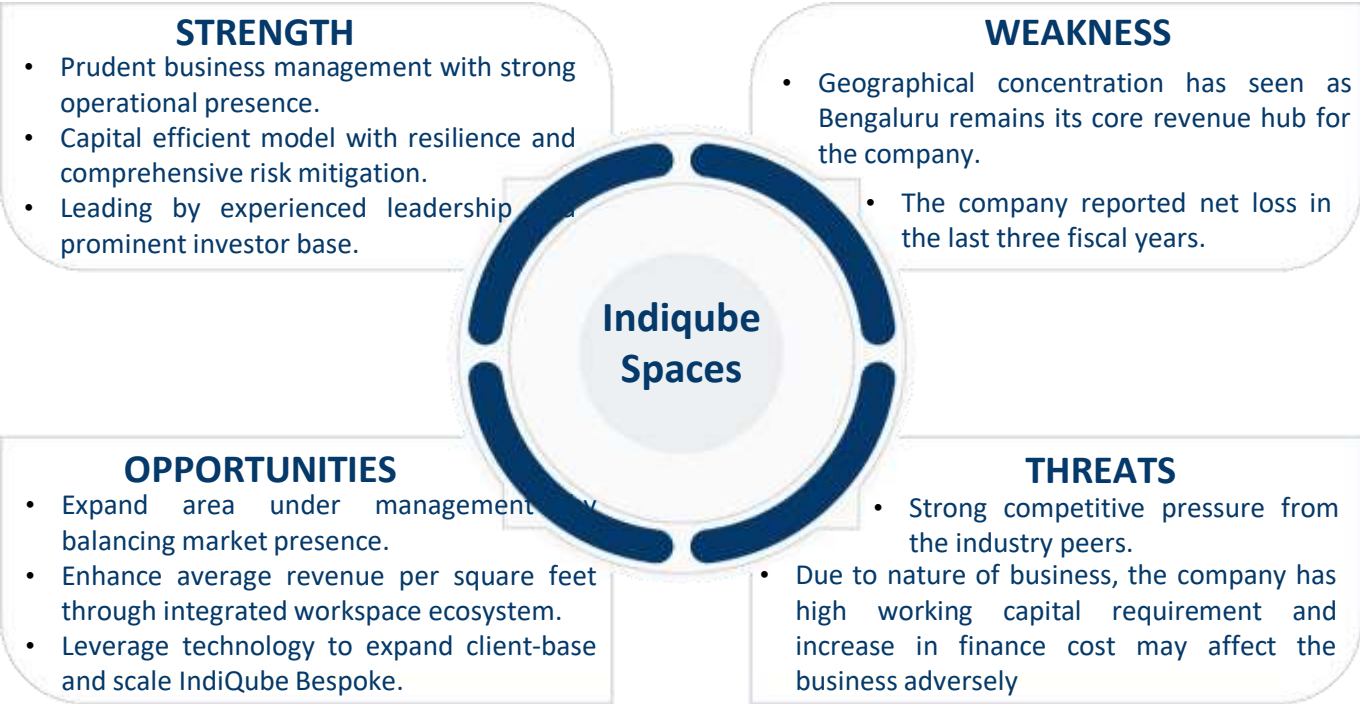 STRENGTH
• Prudent business management with strong
operational presence.
• Capital efficient model with resilience and
comprehensive risk mitigation.
• Leading by experienced leadership
prominent investor base.
WEAKNESS
• Geographical concentration has seen as
Bengaluru remains its core revenue hub for
the company.
• The company reported net loss in
the last three fiscal years.
Indiqube
Spaces
OPPORTUNITIES
• Expand area under management
balancing market presence.
• Enhance average revenue per square feet
through integrated workspace ecosystem.
• Leverage technology to expand client-base
and scale IndiQube Bespoke.
THREATS
• Strong competitive pressure from
the industry peers.
• Due to nature of business, the company has
high working capital requirement and
increase in finance cost may affect the
business adversely